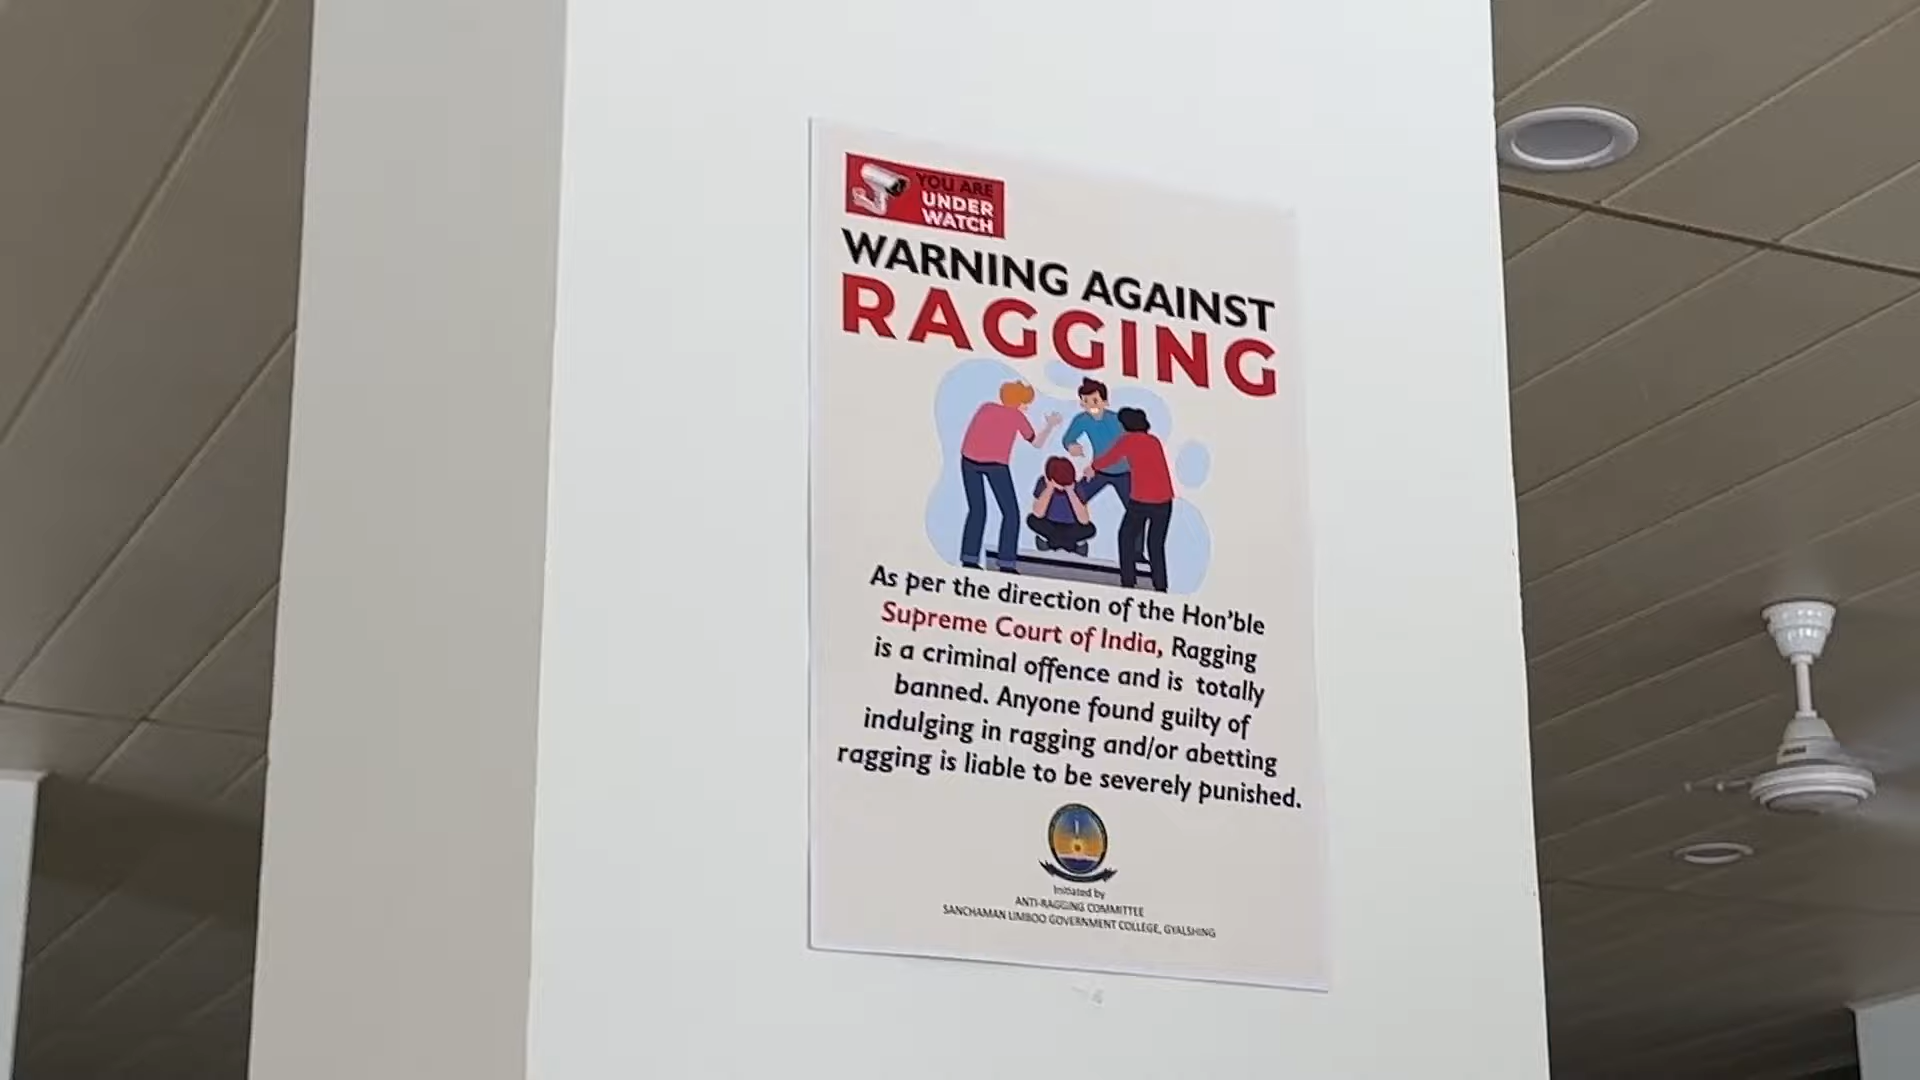 YOU ARE
UNDER
WATCH
WARNING AGAINST
RAGGING
As per the direction of the Hon'ble
Supreme Court of India, Ragging
is a criminal offence and is totally
banned. Anyone found guilty of
indulging in ragging and/or abetting
ragging is liable to be severely punished.
Initiated by
ANTI-RAGGING COMMITTEE
SANCHAMAN LIMBOO GOVERNMENT COLLEGE, GYALSHING